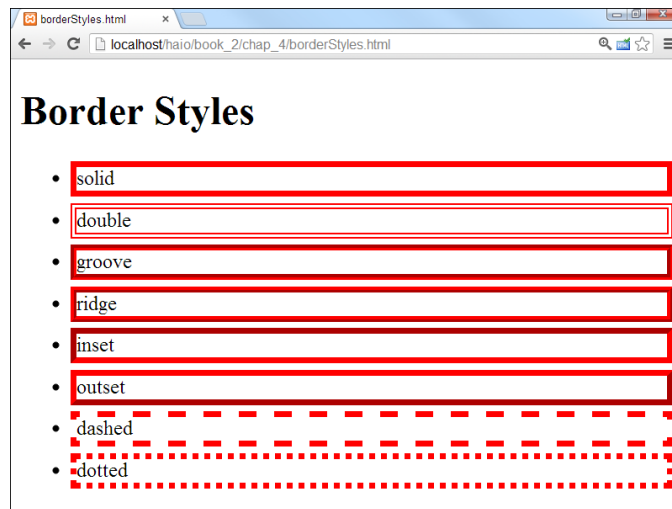 borderStyles.html
localhost/haio/book_2/chap_4/borderStyles.html
Border Styles
solid
double
groove
ridge
inset
outset
dashed
dotted